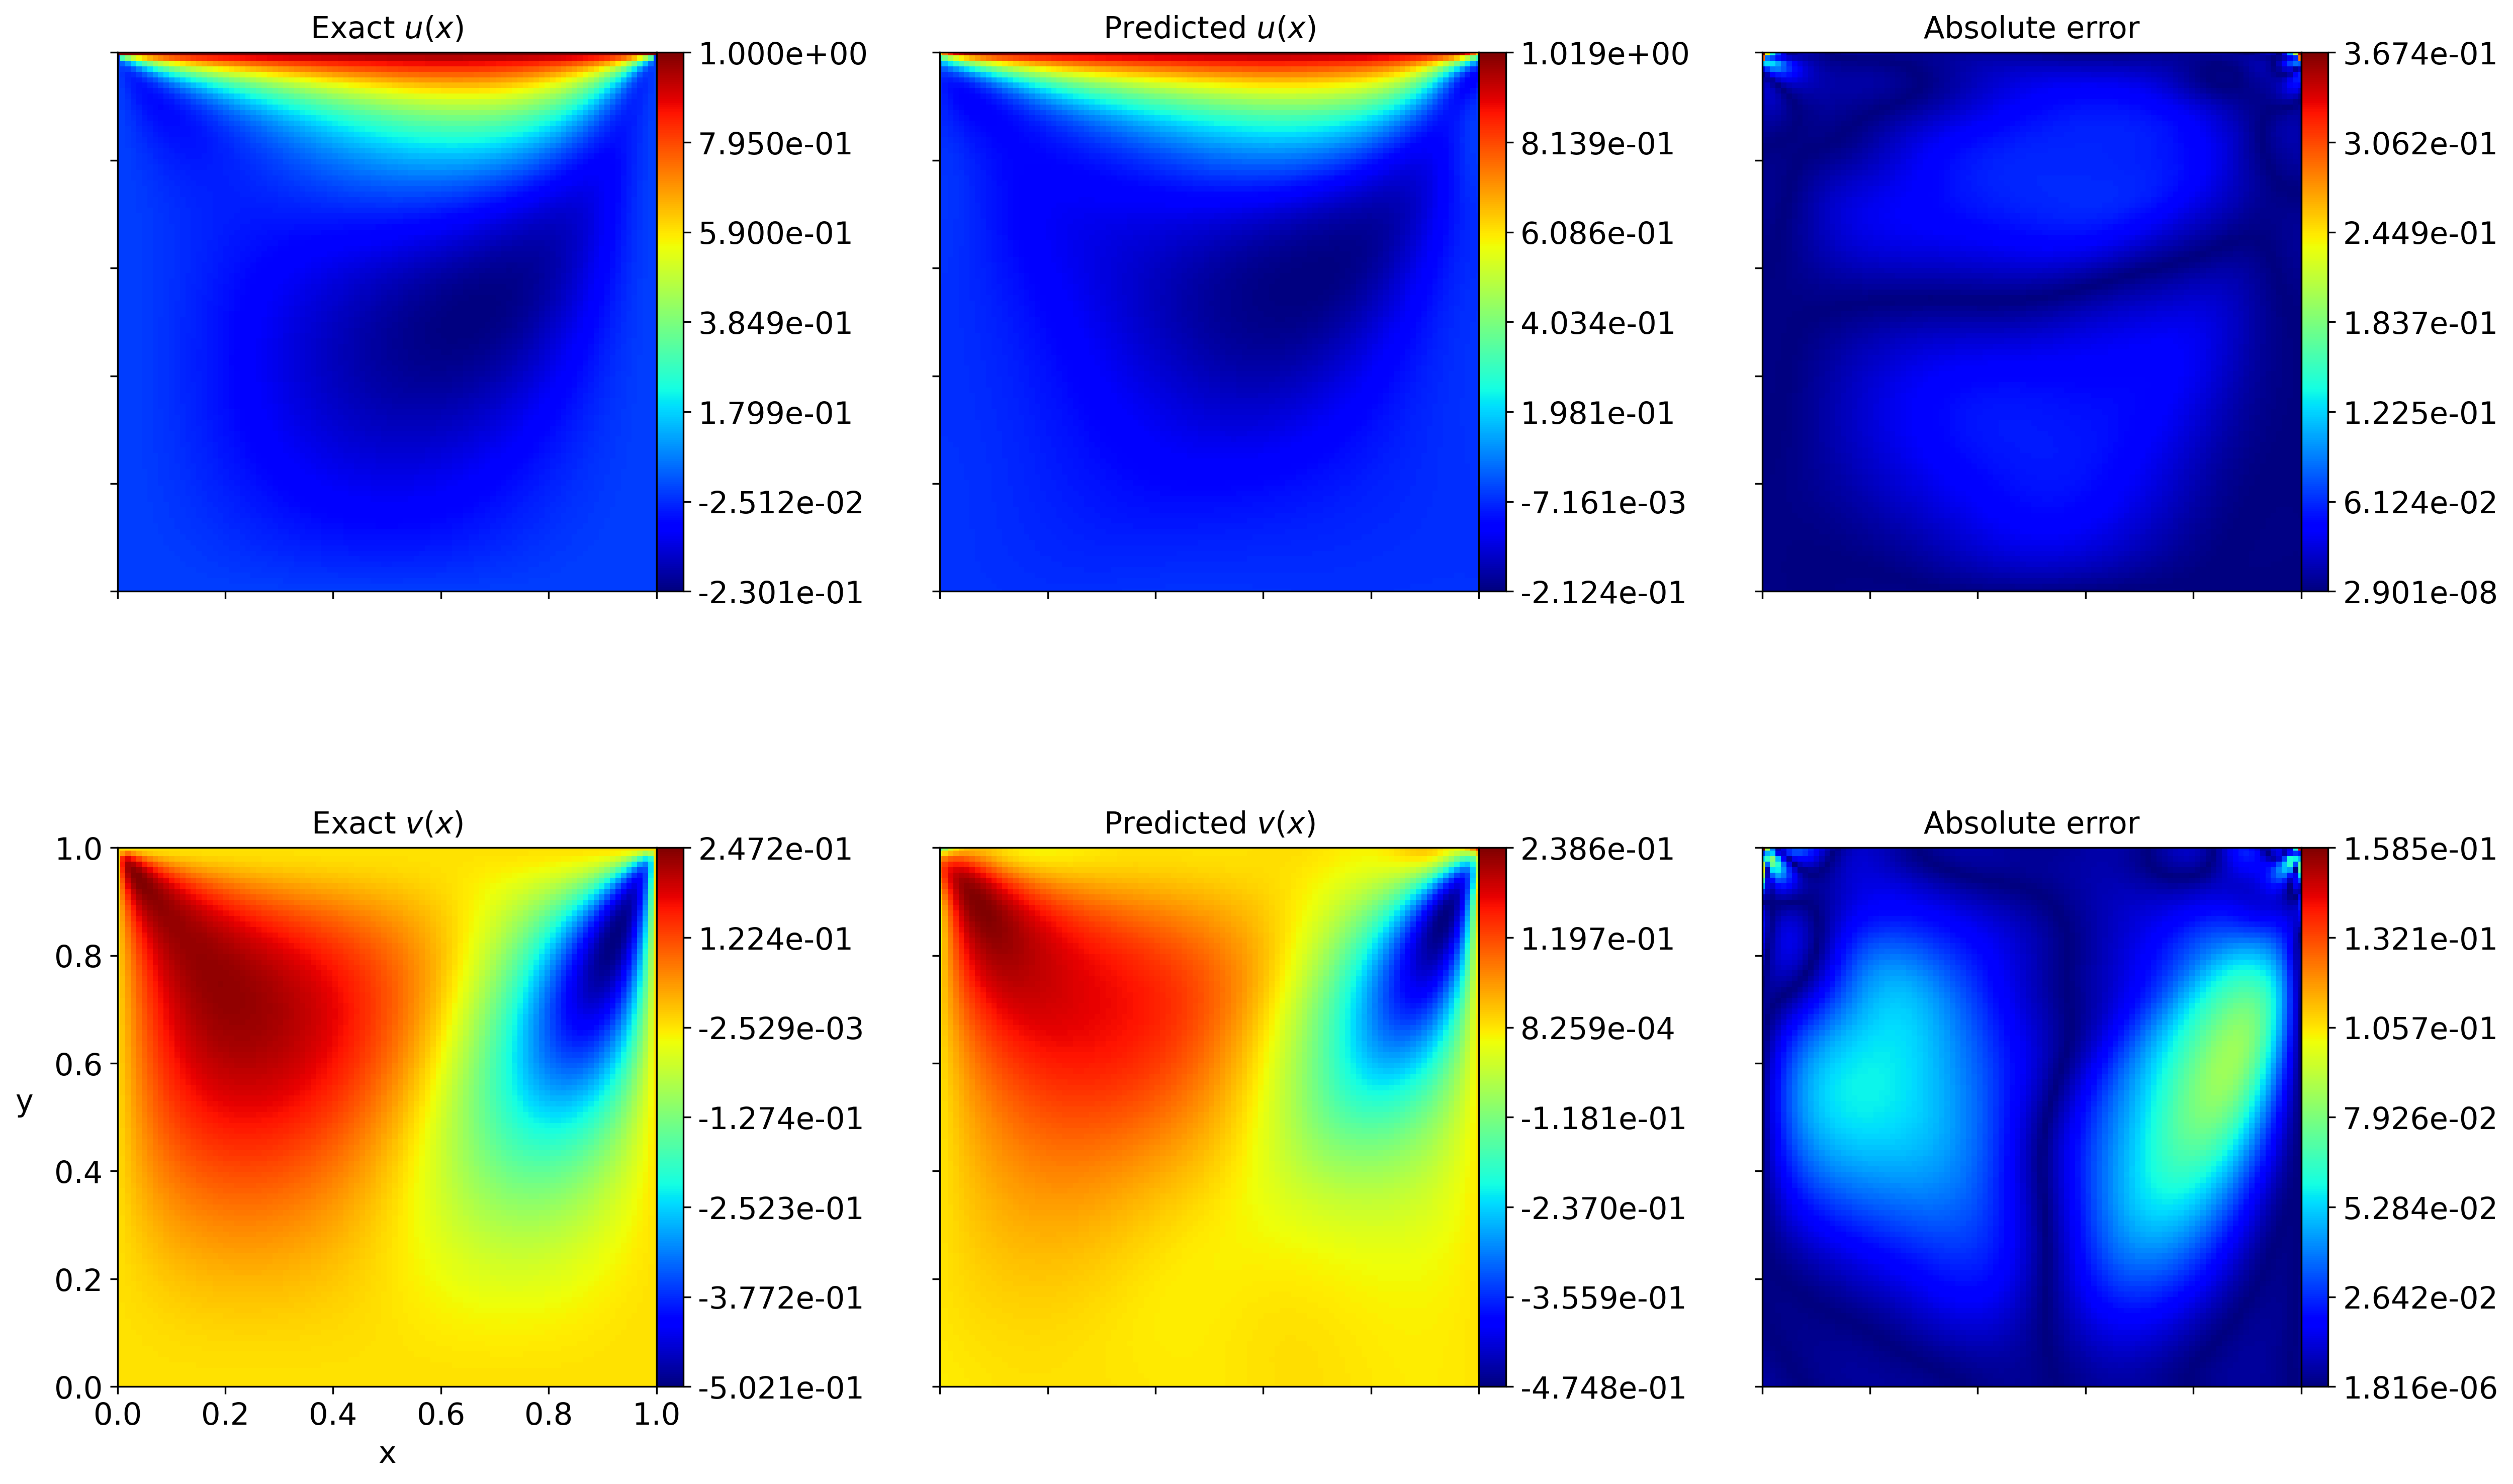 Exact u(x)
1.000e+00
7.950e-01
5.900e-01
3.849e-01
1.799e-01
-2.512e-02
-2.301e-01
Predicted u(x)
1.019e+00
8.139e-01
6.086e-01
4.034e-01
1.981e-01
-7.161e-03
-2.124e-01
Absolute error
3.674e-01
3.062e-01
2.449e-01
1.837e-01
1.225e-01
6.124e-02
2.901e-08
Exact v(x)
y
1.0
0.8
0.6
0.4
0.2
0.0
0.0 0.2 0.4 0.6 0.8 1.0
x
2.472e-01
1.224e-01
-2.529e-03
-1.274e-01
-2.523e-01
-3.772e-01
-5.021e-01
Predicted v(x)
2.386e-01
1.197e-01
8.259e-04
-1.181e-01
-2.370e-01
-3.559e-01
-4.748e-01
Absolute error
1.585e-01
1.321e-01
1.057e-01
7.926e-02
5.284e-02
2.642e-02
1.816e-06